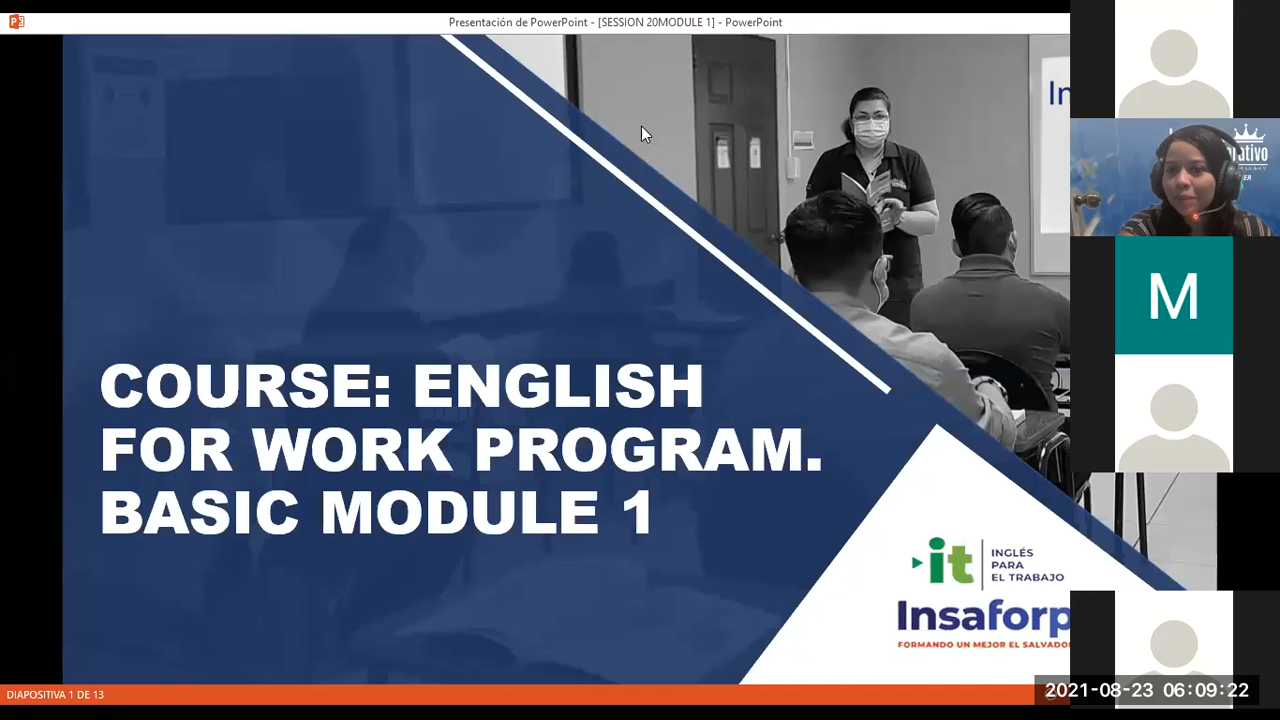 Presentación de PowerPoint - [SESSION 20MODULE 1] - PowerPoint
COURSE: ENGLISH
FOR WORK PROGRAM.
BASIC MODULE 1
it
INGLÉS
PARA
EL TRABAJO
Insaforp
FORMANDO UN MEJOR EL SALVADOR
M
DIAPOSITIVA 1 DE 13
2021-08-23 06:09:22